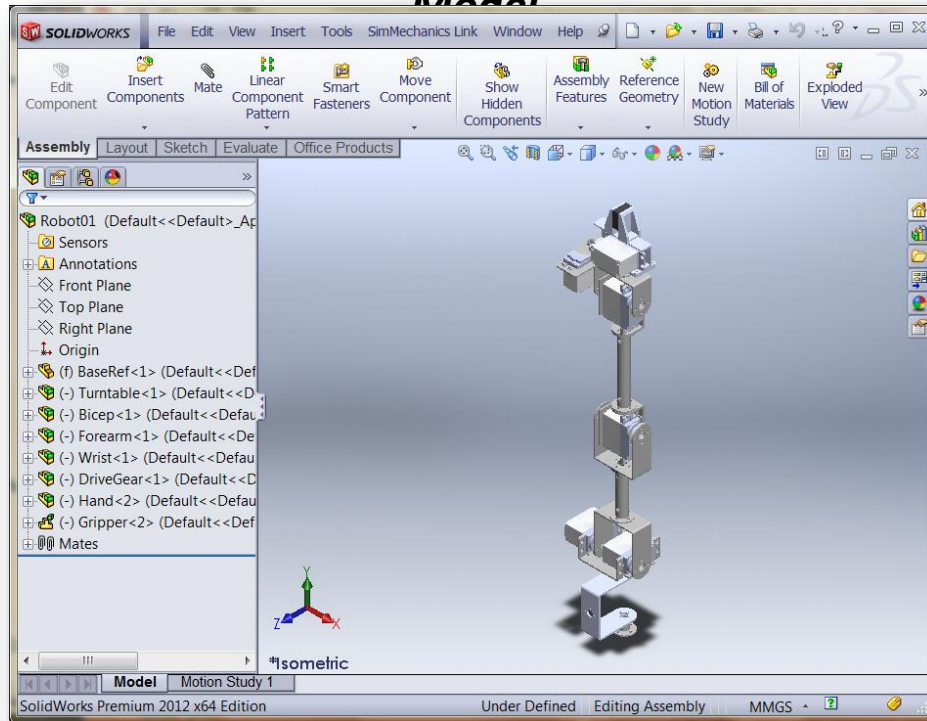 Model
SOLIDWORKS File Edit View Insert Tools SimMechanics Link Window Help
Edit Component
Insert Components
Mate
Linear Component Pattern
Smart Fasteners
Move Component
Show Hidden Components
Assembly Features
Reference Geometry
New Motion Study
Bill of Materials
Exploded View
»
Assembly Layout Sketch Evaluate Office Products
»
Robot01 (Default<<Default>_Ap
Sensors
A Annotations
Front Plane
Top Plane
Right Plane
Origin
(f) BaseRef<1> (Default<<Def
(-) Turntable<1> (Default<<D
(-) Bicep<1> (Default<<Defau
(-) Forearm<1> (Default<<De
(-) Wrist<1> (Default<<Defau
(-) DriveGear<1> (Default<<D
(-) Hand<2> (Default<<Defau
(-) Gripper<2> (Default<<Def
Mates
Y
Z X
*Isometric
Model Motion Study 1
SolidWorks Premium 2012 x64 Edition Under Defined Editing Assembly MMGS ?